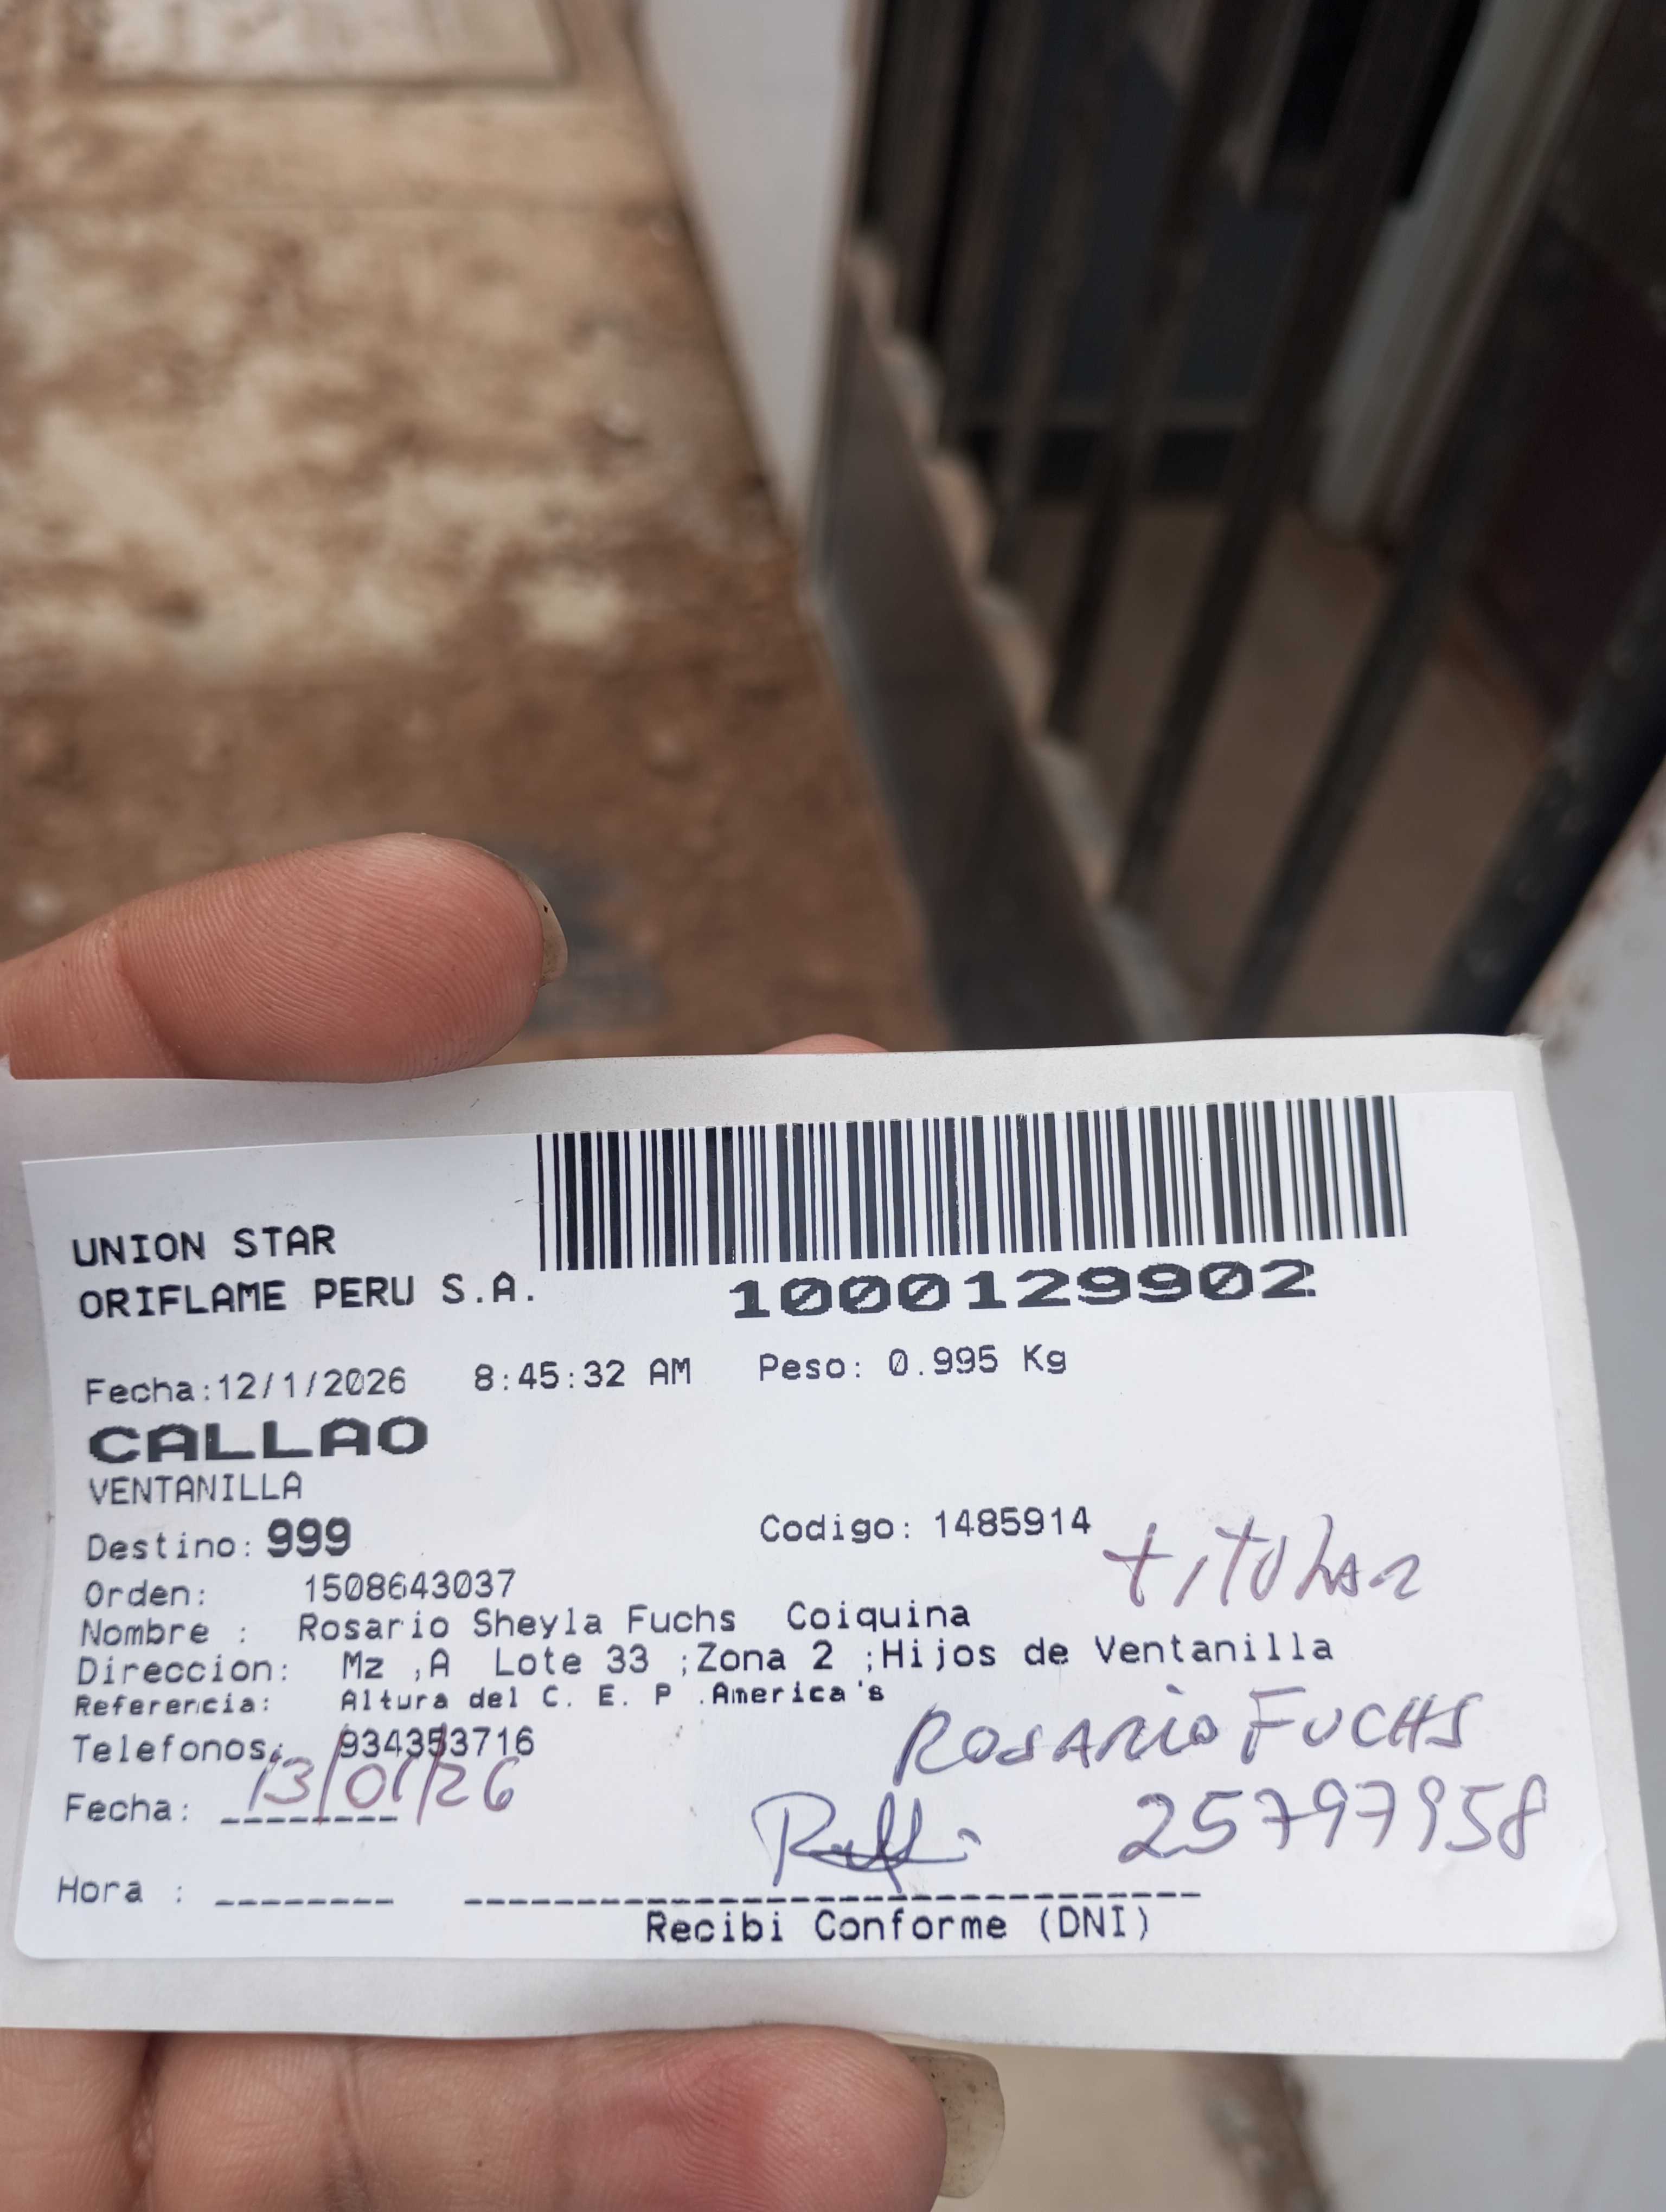 UNION STAR
ORIFLAME PERU S.A.
1000129902
Fecha:12/1/2026 8:45:32 AM Peso: 0.995 Kg
CALLAO
VENTANILLA
Destino: 999 Codigo: 1485914
TITULAR
Orden: 1508643037
Nombre : Rosario Sheyla Fuchs Coiquina
Direccion: Mz ,A Lote 33 ;Zona 2 ;Hijos de Ventanilla
Referencia: Altura del C. E. P .America's
ROSARIO FUCHS
Telefonos: 934353716
Fecha: 13/01/26
25797958
Hora :
Recibi Conforme (DNI)